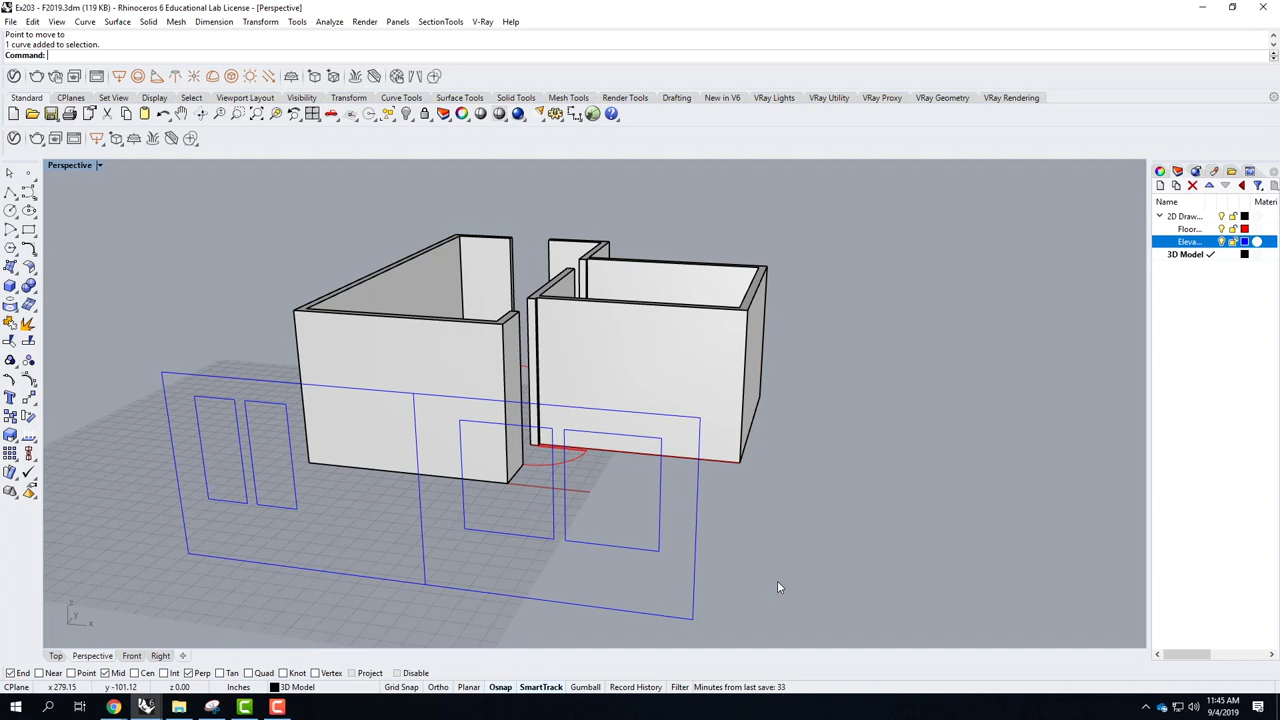 Ex203 - F2019.3dm (119 KB) - Rhinoceros 6 Educational Lab License - [Perspective]
File Edit View Curve Surface Solid Mesh Dimension Transform Tools Analyze Render Panels SectionTools V-Ray Help
Point to move to
1 curve added to selection.
Command:
Standard CPlanes Set View Display Select Viewport Layout Visibility Transform Curve Tools Surface Tools Solid Tools Mesh Tools Render Tools Drafting New in V6 VRay Lights VRay Utility VRay Proxy VRay Geometry VRay Rendering
Perspective
Name Materi
2D Draw...
Floor...
Eleva...
3D Model
z
y
x
Top Perspective Front Right
End Near Point Mid Cen Int Perp Tan Quad Knot Vertex Project Disable
CPlane x 279.15 y -101.12 z 0.00 Inches 3D Model Grid Snap Ortho Planar Osnap SmartTrack Gumball Record History Filter Minutes from last save: 33
11:45 AM
9/4/2019